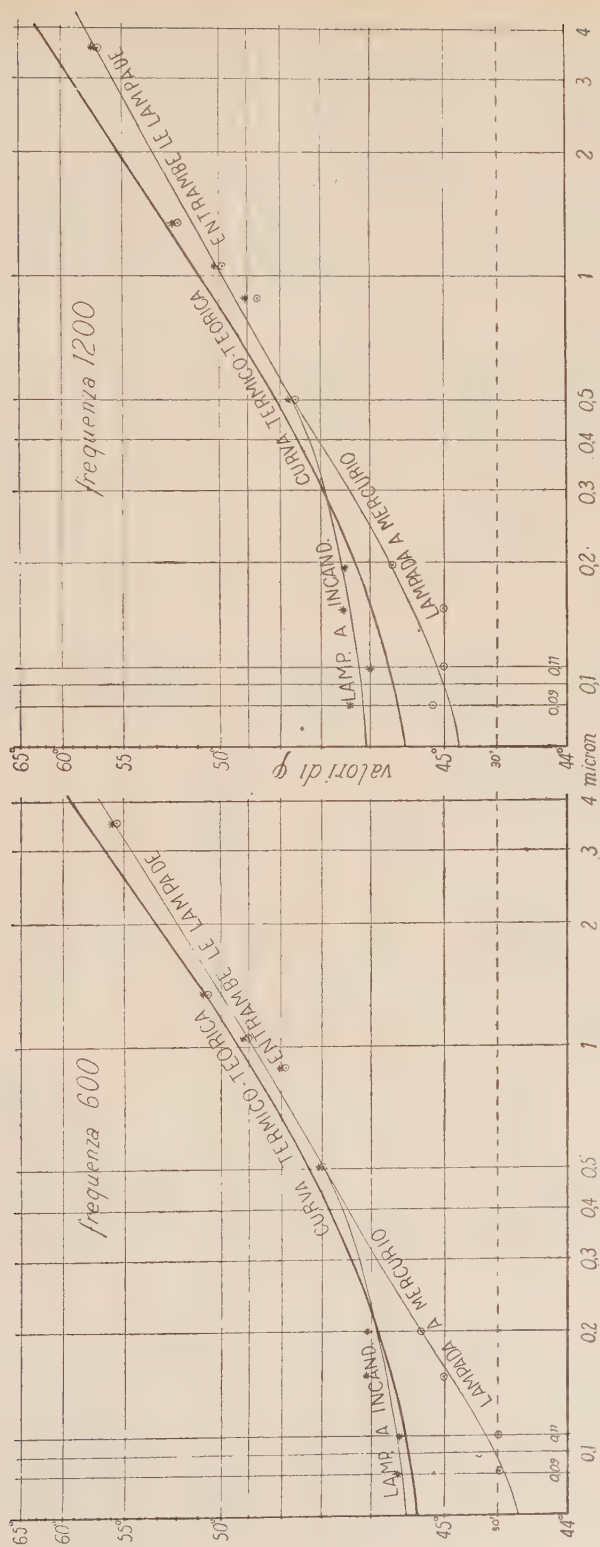 frequenza 600
65
60°
55°
50°
45°
30'
44°
CURVA TERMICO-TEORICA
ENTRAMBE LE LAMPADE
LAMP. A INCAND.
LAMPADA A MERCURIO
0,09 0,11
0,1 0,2 0,3 0,4 0,5 1 2 3 4
micron
frequenza 1200
valori di φ
65
60°
55°
50°
45°
30'
44°
CURVA TERMICO-TEORICA
ENTRAMBE LE LAMPADE
LAMP. A INCAND.
LAMPADA A MERCURIO
0,09 0,11
0,1 0,2 0,3 0,4 0,5 1 2 3 4